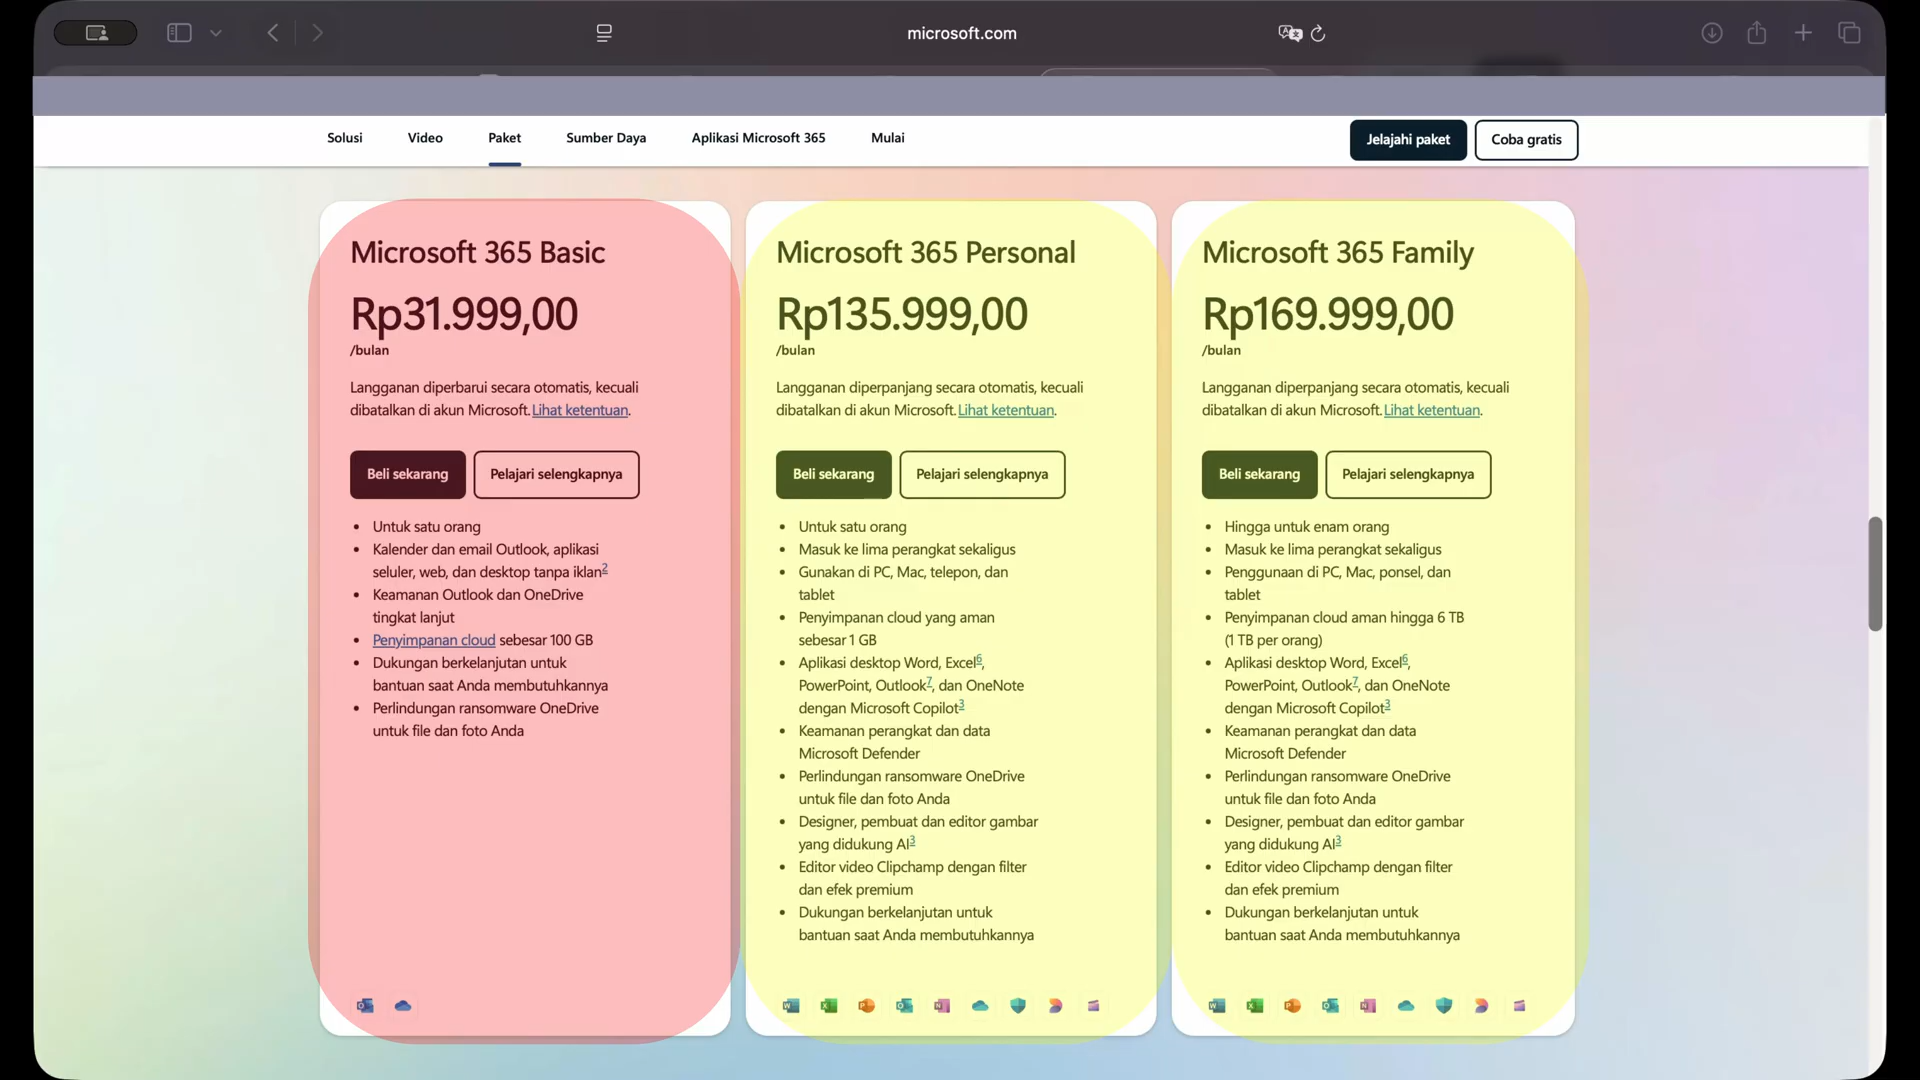 microsoft.com
Solusi
Video
Paket
Sumber Daya
Aplikasi Microsoft 365
Mulai
Jelajahi paket
Coba gratis
Microsoft 365 Basic
Rp31.999,00
/bulan
Langganan diperbarui secara otomatis, kecuali
dibatalkan di akun Microsoft. Lihat ketentuan.
Beli sekarang
Pelajari selengkapnya
• Untuk satu orang
• Kalender dan email Outlook, aplikasi
seluler, web, dan desktop tanpa iklan2
• Keamanan Outlook dan OneDrive
tingkat lanjut
• Penyimpanan cloud sebesar 100 GB
• Dukungan berkelanjutan untuk
bantuan saat Anda membutuhkannya
• Perlindungan ransomware OneDrive
untuk file dan foto Anda
Microsoft 365 Personal
Rp135.999,00
/bulan
Langganan diperpanjang secara otomatis, kecuali
dibatalkan di akun Microsoft. Lihat ketentuan.
Beli sekarang
Pelajari selengkapnya
• Untuk satu orang
• Masuk ke lima perangkat sekaligus
• Gunakan di PC, Mac, telepon, dan
tablet
• Penyimpanan cloud yang aman
sebesar 1 GB
• Aplikasi desktop Word, Excel6,
PowerPoint, Outlook7, dan OneNote
dengan Microsoft Copilot3
• Keamanan perangkat dan data
Microsoft Defender
• Perlindungan ransomware OneDrive
untuk file dan foto Anda
• Designer, pembuat dan editor gambar
yang didukung AI3
• Editor video Clipchamp dengan filter
dan efek premium
• Dukungan berkelanjutan untuk
bantuan saat Anda membutuhkannya
Microsoft 365 Family
Rp169.999,00
/bulan
Langganan diperpanjang secara otomatis, kecuali
dibatalkan di akun Microsoft. Lihat ketentuan.
Beli sekarang
Pelajari selengkapnya
• Hingga untuk enam orang
• Masuk ke lima perangkat sekaligus
• Penggunaan di PC, Mac, ponsel, dan
tablet
• Penyimpanan cloud aman hingga 6 TB
(1 TB per orang)
• Aplikasi desktop Word, Excel6,
PowerPoint, Outlook7, dan OneNote
dengan Microsoft Copilot3
• Keamanan perangkat dan data
Microsoft Defender
• Perlindungan ransomware OneDrive
untuk file dan foto Anda
• Designer, pembuat dan editor gambar
yang didukung AI3
• Editor video Clipchamp dengan filter
dan efek premium
• Dukungan berkelanjutan untuk
bantuan saat Anda membutuhkannya